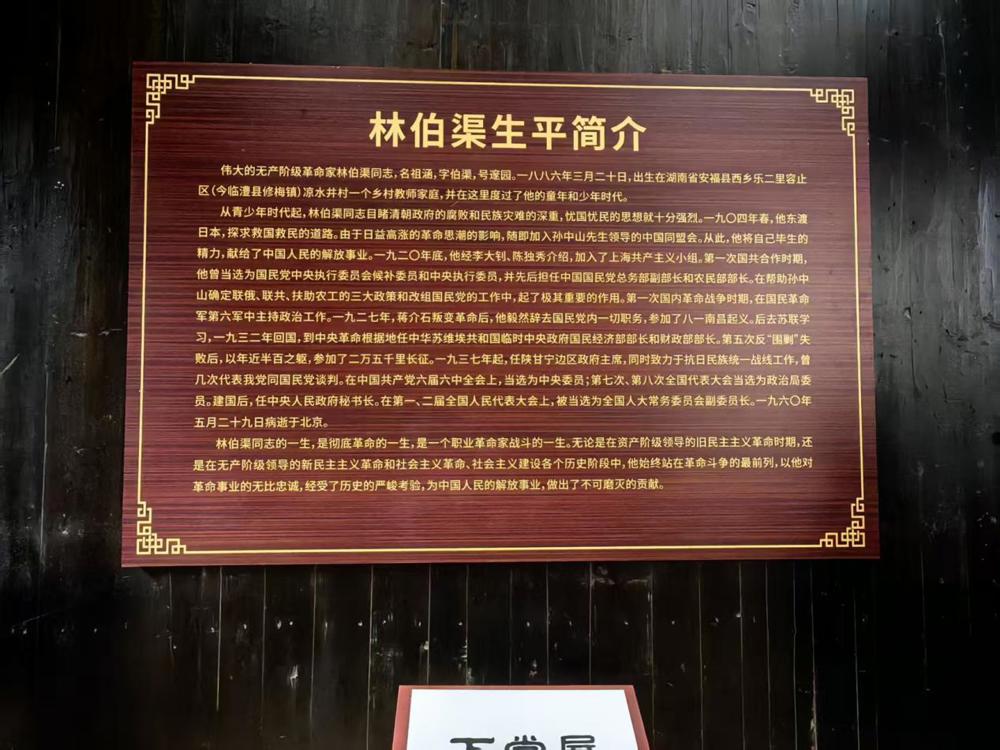 林伯渠生平简介
伟大的无产阶级革命家林伯渠同志,名祖涵,字伯渠,号邃园。一八八六年三月二十日,出生在湖南省安福县西乡乐二里容止
区(今临澧县修梅镇)凉水井村一个乡村教师家庭,并在这里度过了他的童年和少年时代。
从青少年时代起,林伯渠同志目睹清朝政府的腐败和民族灾难的深重,忧国忧民的思想就十分强烈。一九〇四年春,他东渡
日本,探求救国救民的道路。由于日益高涨的革命思潮的影响,随即加入孙中山先生领导的中国同盟会。从此,他将自己毕生的
精力,献给了中国人民的解放事业。一九二〇年底,他经李大钊、陈独秀介绍,加入了上海共产主义小组。第一次国共合作时期,
他曾当选为国民党中央执行委员会候补委员和中央执行委员,并先后担任中国国民党总务部副部长和农民部部长。在帮助孙中
山确定联俄、联共、扶助农工的三大政策和改组国民党的工作中,起了极其重要的作用。第一次国内革命战争时期,在国民革命
军第六军中主持政治工作。一九二七年,蒋介石叛变革命后,他毅然辞去国民党内一切职务,参加了八一南昌起义。后去苏联学
习,一九三二年回国,到中央革命根据地任中华苏维埃共和国临时中央政府国民经济部部长和财政部部长。第五次反“围剿”失
败后,以年近半百之躯,参加了二万五千里长征。一九三七年起,任陕甘宁边区政府主席,同时致力于抗日民族统一战线工作,曾
几次代表我党同国民党谈判。在中国共产党六届六中全会上,当选为中央委员;第七次、第八次全国代表大会当选为政治局委
员。建国后,任中央人民政府秘书长。在第一、二届全国人民代表大会上,被当选为全国人大常务委员会副委员长。一九六〇年
五月二十九日病逝于北京。
林伯渠同志的一生,是彻底革命的一生,是一个职业革命家战斗的一生。无论是在资产阶级领导的旧民主主义革命时期,还
是在无产阶级领导的新民主主义革命和社会主义革命、社会主义建设各个历史阶段中,他始终站在革命斗争的最前列,以他对
革命事业的无比忠诚,经受了历史的严峻考验,为中国人民的解放事业,做出了不可磨灭的贡献。
下堂屋